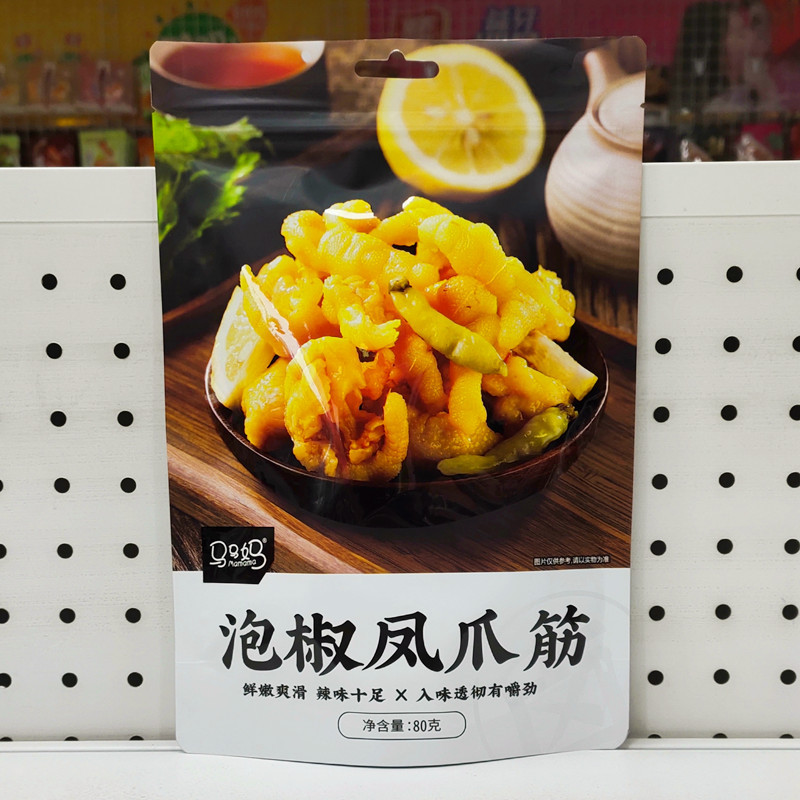 马马妈®
Mamama
图片仅供参考,请以实物为准
泡椒凤爪筋
鲜嫩爽滑 辣味十足 X 入味透彻有嚼劲
净含量:80克